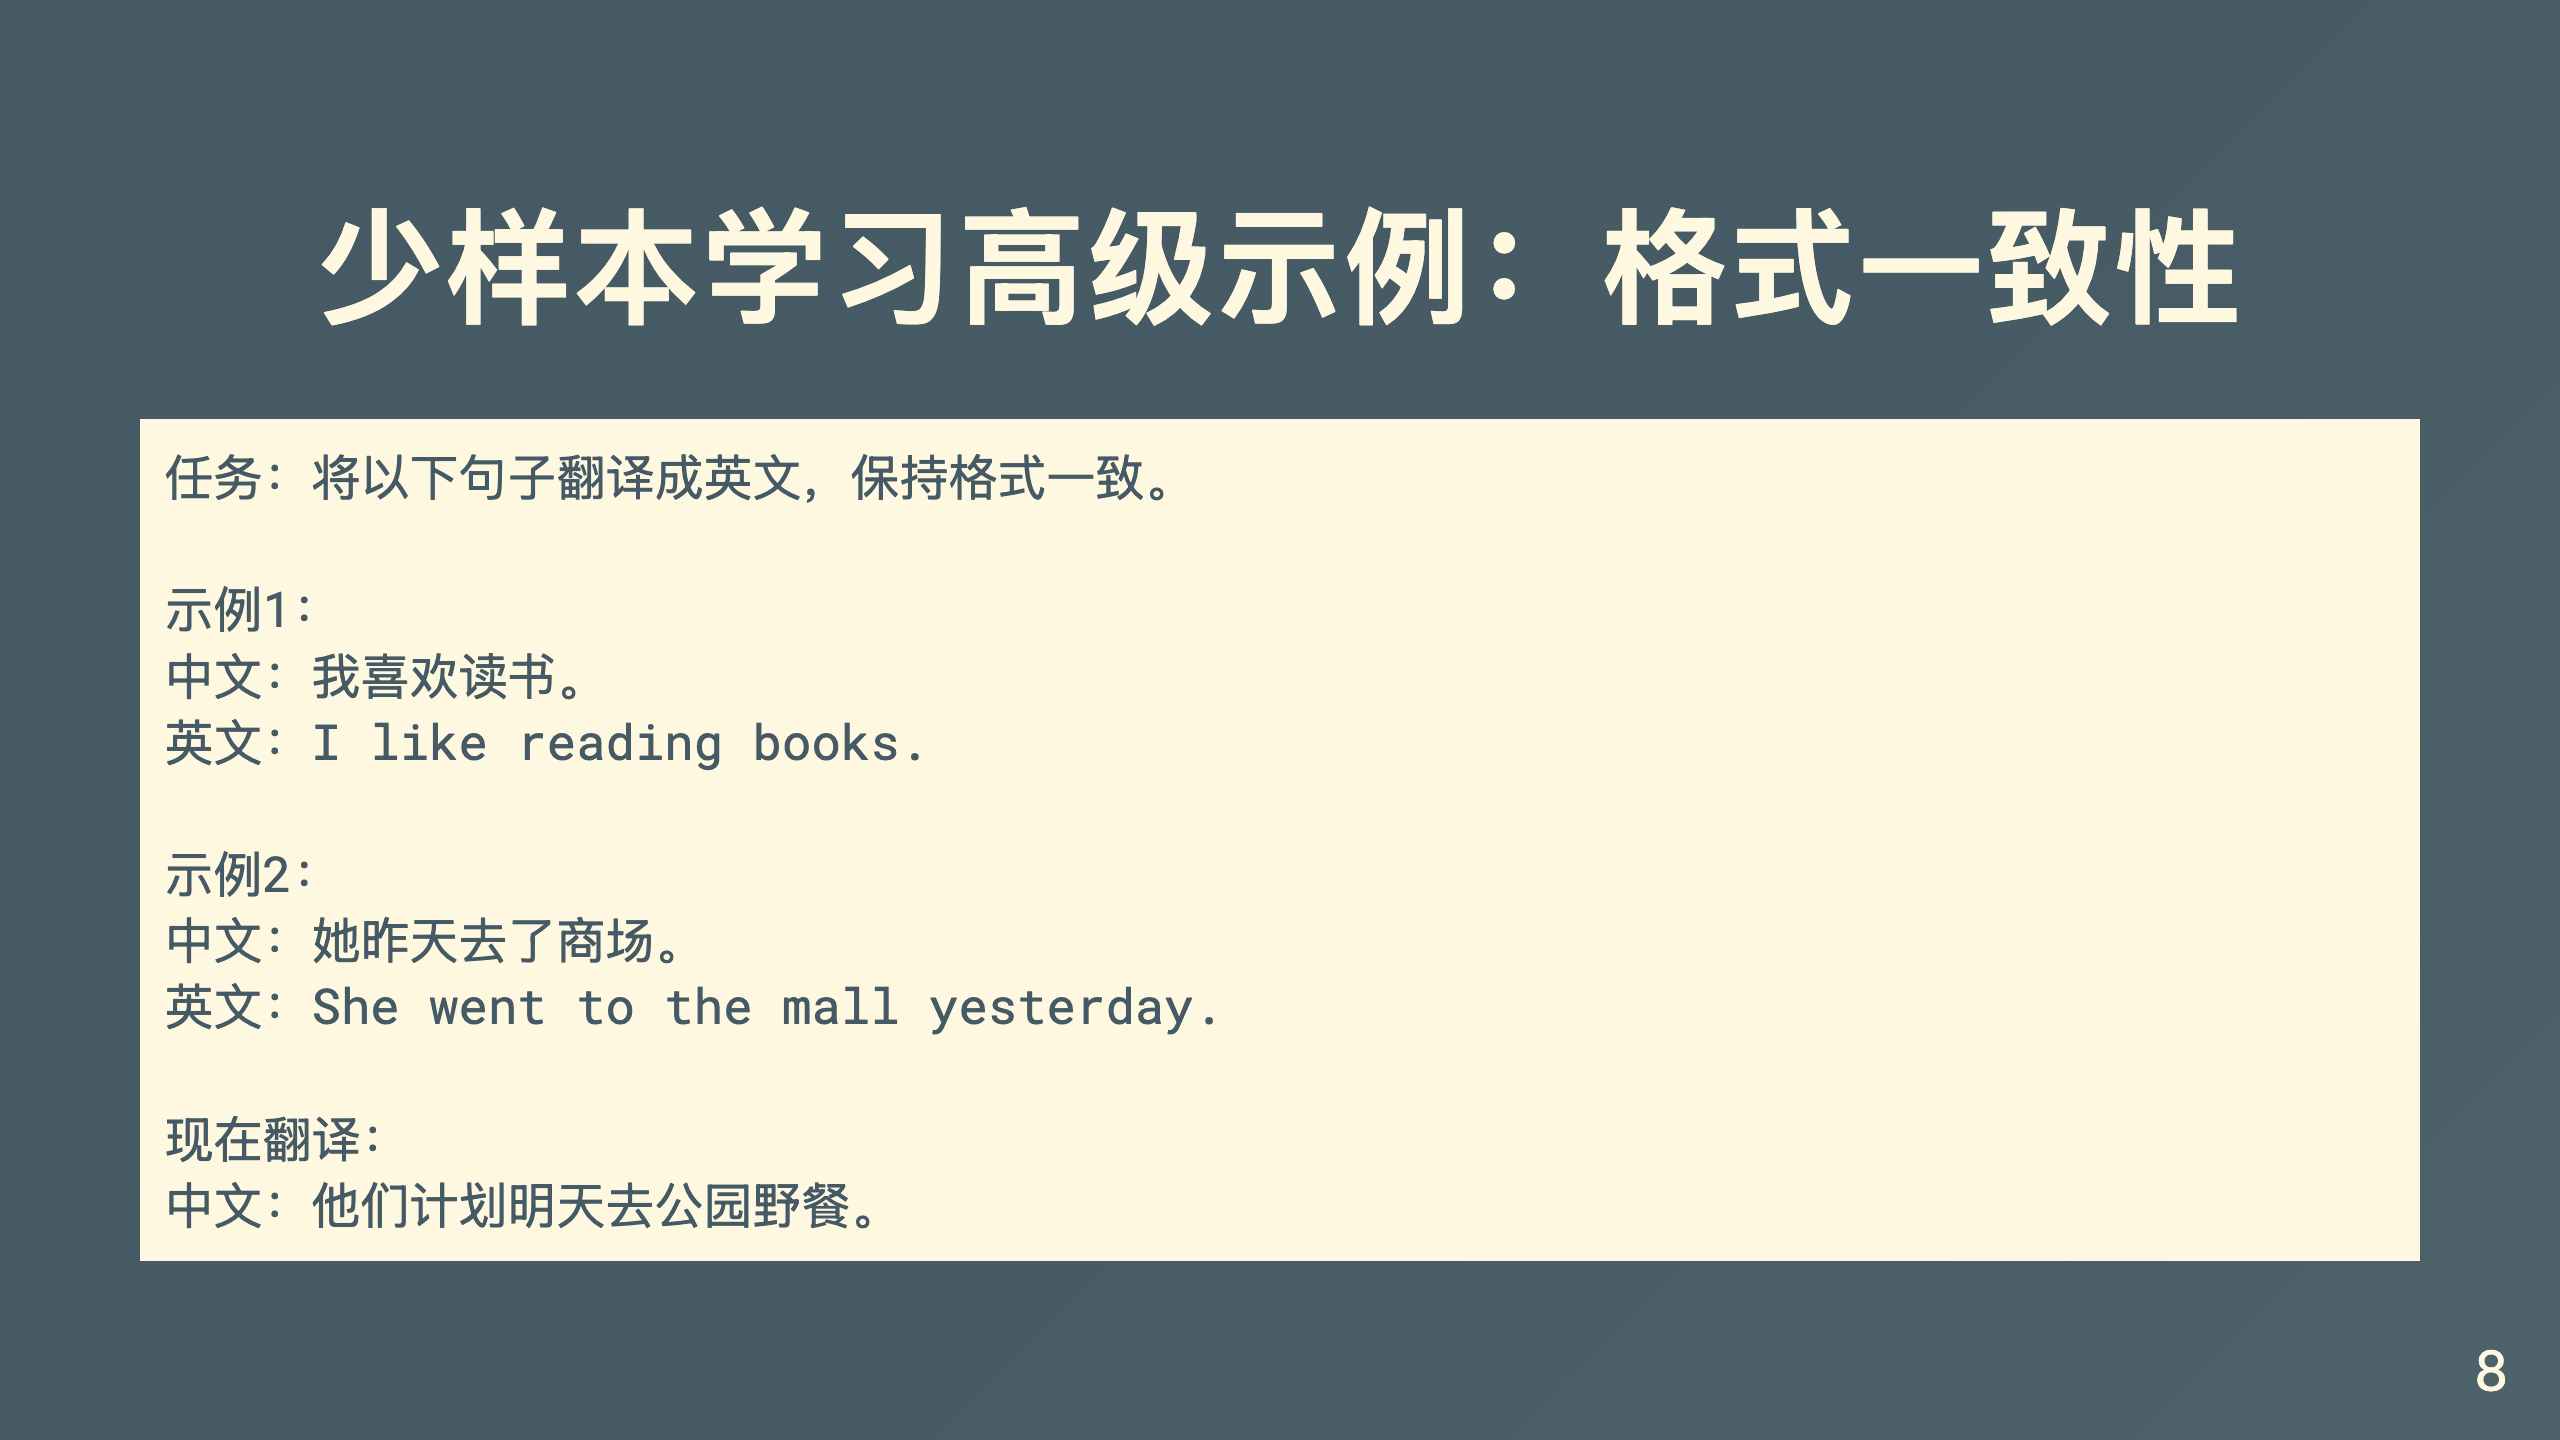 少样本学习高级示例：格式一致性
任务：将以下句子翻译成英文，保持格式一致。
示例1：
中文：我喜欢读书。
英文：I like reading books.
示例2：
中文：她昨天去了商场。
英文：She went to the mall yesterday.
现在翻译：
中文：他们计划明天去公园野餐。
8